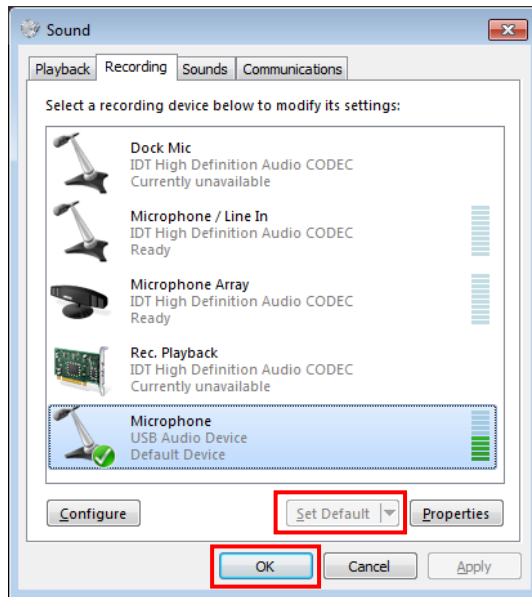 Sound
Playback Recording Sounds Communications
Select a recording device below to modify its settings:
Dock Mic
IDT High Definition Audio CODEC
Currently unavailable
Microphone / Line In
IDT High Definition Audio CODEC
Ready
Microphone Array
IDT High Definition Audio CODEC
Ready
Rec. Playback
IDT High Definition Audio CODEC
Currently unavailable
Microphone
USB Audio Device
Default Device
Configure Set Default Properties
OK Cancel Apply